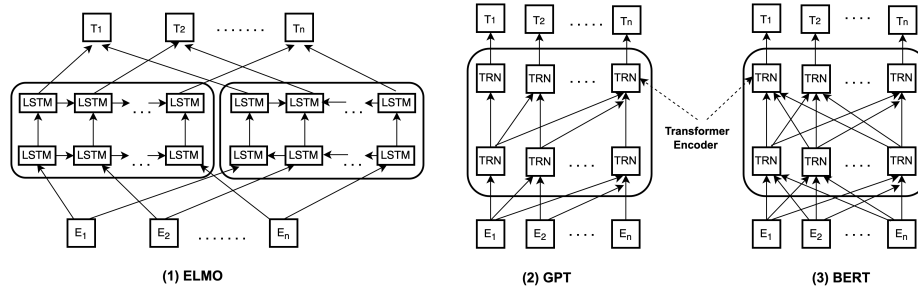 T1 T2 ........ Tn
LSTM LSTM ... LSTM LSTM LSTM ... LSTM
LSTM LSTM ... LSTM LSTM LSTM ... LSTM
E1 E2 ........ En
(1) ELMO
T1 T2 .... Tn
TRN TRN .... TRN
TRN TRN .... TRN
E1 E2 .... En
(2) GPT
Transformer
Encoder
T1 T2 .... Tn
TRN TRN .... TRN
TRN TRN .... TRN
E1 E2 .... En
(3) BERT